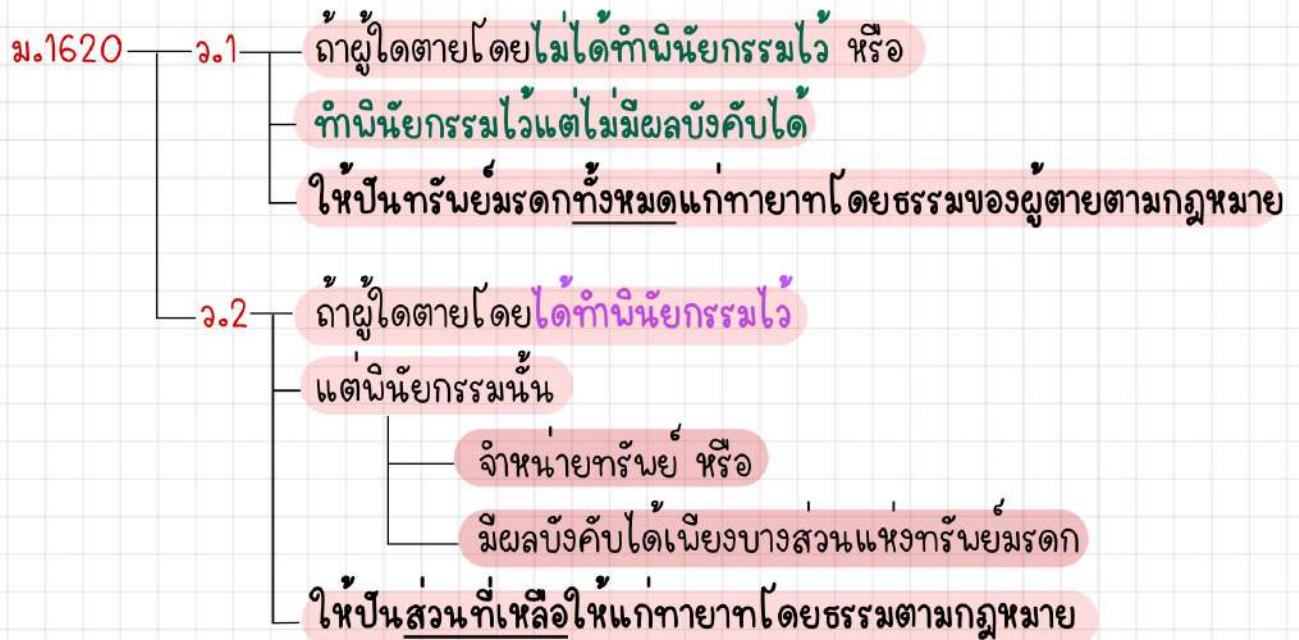 ม.1620 ว.1 ถ้าผู้ใดตายโดยไม่ได้ทำพินัยกรรมไว้ หรือ
ทำพินัยกรรมไว้แต่ไม่มีผลบังคับได้
ให้ปันทรัพย์มรดกทั้งหมดแก่ทายาทโดยธรรมของผู้ตายตามกฎหมาย
ว.2 ถ้าผู้ใดตายโดยได้ทำพินัยกรรมไว้
แต่พินัยกรรมนั้น
จำหน่ายทรัพย์ หรือ
มีผลบังคับได้เพียงบางส่วนแห่งทรัพย์มรดก
ให้ปันส่วนที่เหลือให้แก่ทายาทโดยธรรมตามกฎหมาย